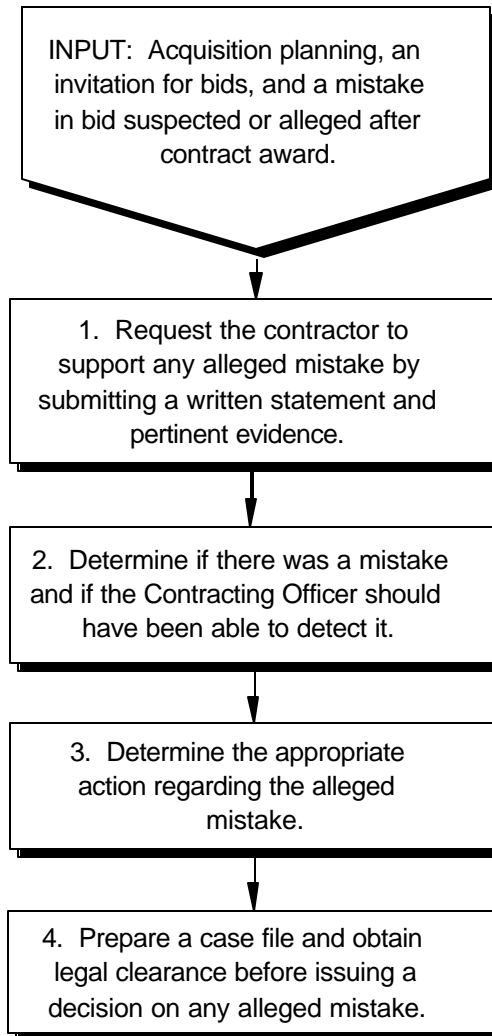 INPUT:  Acquisition planning, an
invitation for bids, and a mistake
in bid suspected or alleged after
contract award.
1.  Request the contractor to
support any alleged mistake by
submitting a written statement and
pertinent evidence.
2.  Determine if there was a mistake
and if the Contracting Officer should
have been able to detect it.
3.  Determine the appropriate
action regarding the alleged
mistake.
4.  Prepare a case file and obtain
legal clearance before issuing a
decision on any alleged mistake.